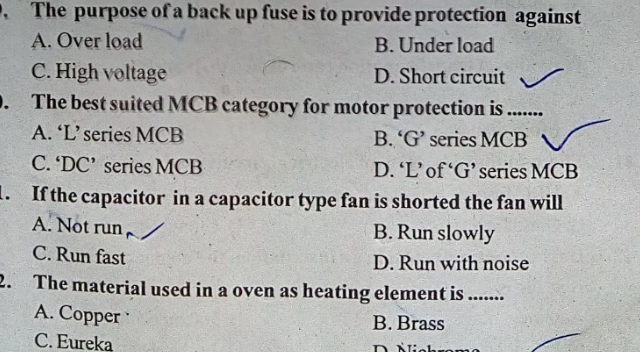 . The purpose of a back up fuse is to provide protection against
A. Over load B. Under load
C. High voltage D. Short circuit
. The best suited MCB category for motor protection is .......
A. ‘L’ series MCB B. ‘G’ series MCB
C. ‘DC’ series MCB D. ‘L’ of ‘G’ series MCB
. If the capacitor in a capacitor type fan is shorted the fan will
A. Not run B. Run slowly
C. Run fast D. Run with noise
2. The material used in a oven as heating element is .......
A. Copper B. Brass
C. Eureka D. Nichrome